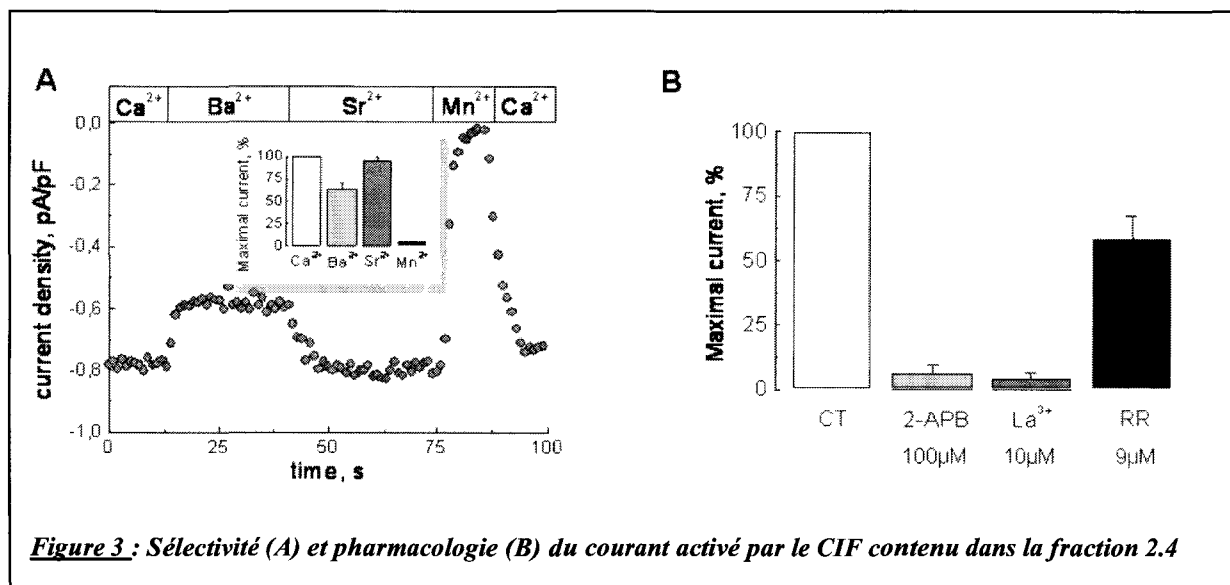 A
Ca²⁺ Ba²⁺ Sr²⁺ Mn²⁺ Ca²⁺
0,0
-0,2
-0,4
-0,6
-0,8
-1,0
current density, pA/pF
0 25 50 75 100
time, s
Maximal current, %
100
75
50
25
0
Ca²⁺ Ba²⁺ Sr²⁺ Mn²⁺
B
Maximal current, %
100
75
50
25
0
CT 2-APB La³⁺ RR
100µM 10µM 9µM
Figure 3 : Sélectivité (A) et pharmacologie (B) du courant activé par le CIF contenu dans la fraction 2.4